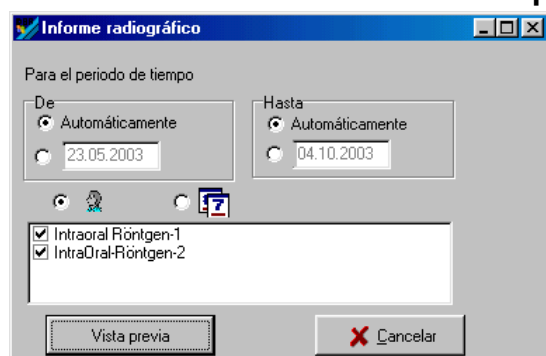 Informe radiográfico
Para el periodo de tiempo
De
Automáticamente
23.05.2003
Hasta
Automáticamente
04.10.2003
7
Intraoral Röntgen-1
IntraOral-Röntgen-2
Vista previa
Cancelar